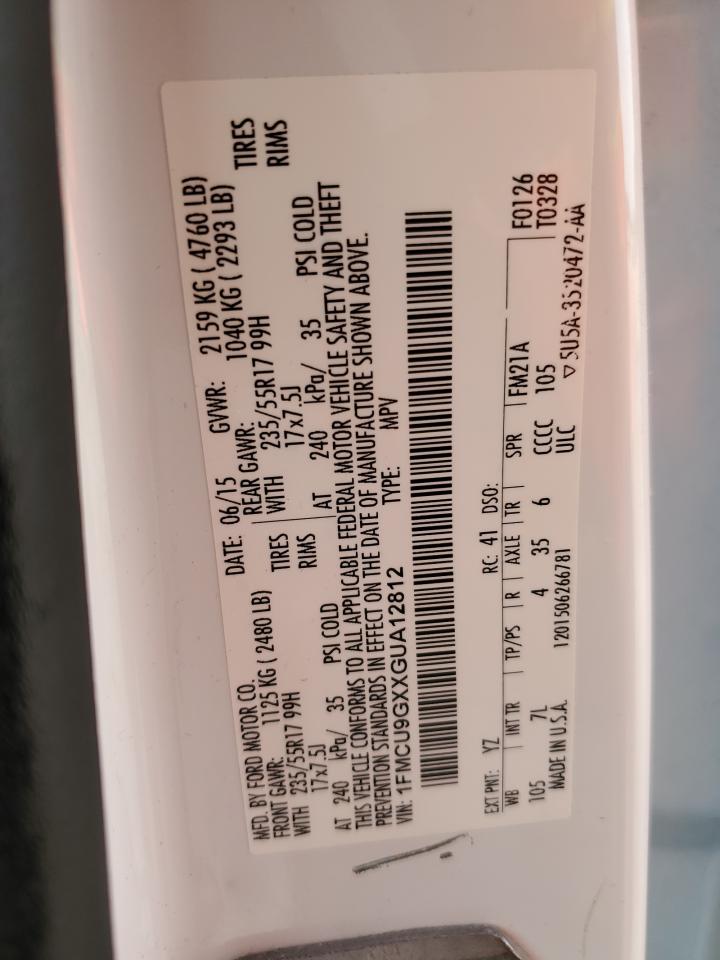 MFD. BY FORD MOTOR CO. DATE: 06/15 GVWR: 2159 KG ( 4760 LB)
FRONT GAWR: 1125 KG ( 2480 LB) REAR GAWR: 1040 KG ( 2293 LB)
WITH 235/55R17 99H TIRES WITH 235/55R17 99H TIRES
17x7.5J RIMS 17x7.5J RIMS
AT 240 kPa/ 35 PSI COLD AT 240 kPa/ 35 PSI COLD
THIS VEHICLE CONFORMS TO ALL APPLICABLE FEDERAL MOTOR VEHICLE SAFETY AND THEFT
PREVENTION STANDARDS IN EFFECT ON THE DATE OF MANUFACTURE SHOWN ABOVE.
VIN: 1FMCU9GXXGUA12812 TYPE: MPV
EXT PNT: YZ RC: 41 DSO:
WB INT TR TP/PS R AXLE TR SPR FM21A F0126
105 7L 4 35 6 CCCC 105 T0328
MADE IN U.S.A. 1201506266781 ULC ▽5U5A-3520472-AA